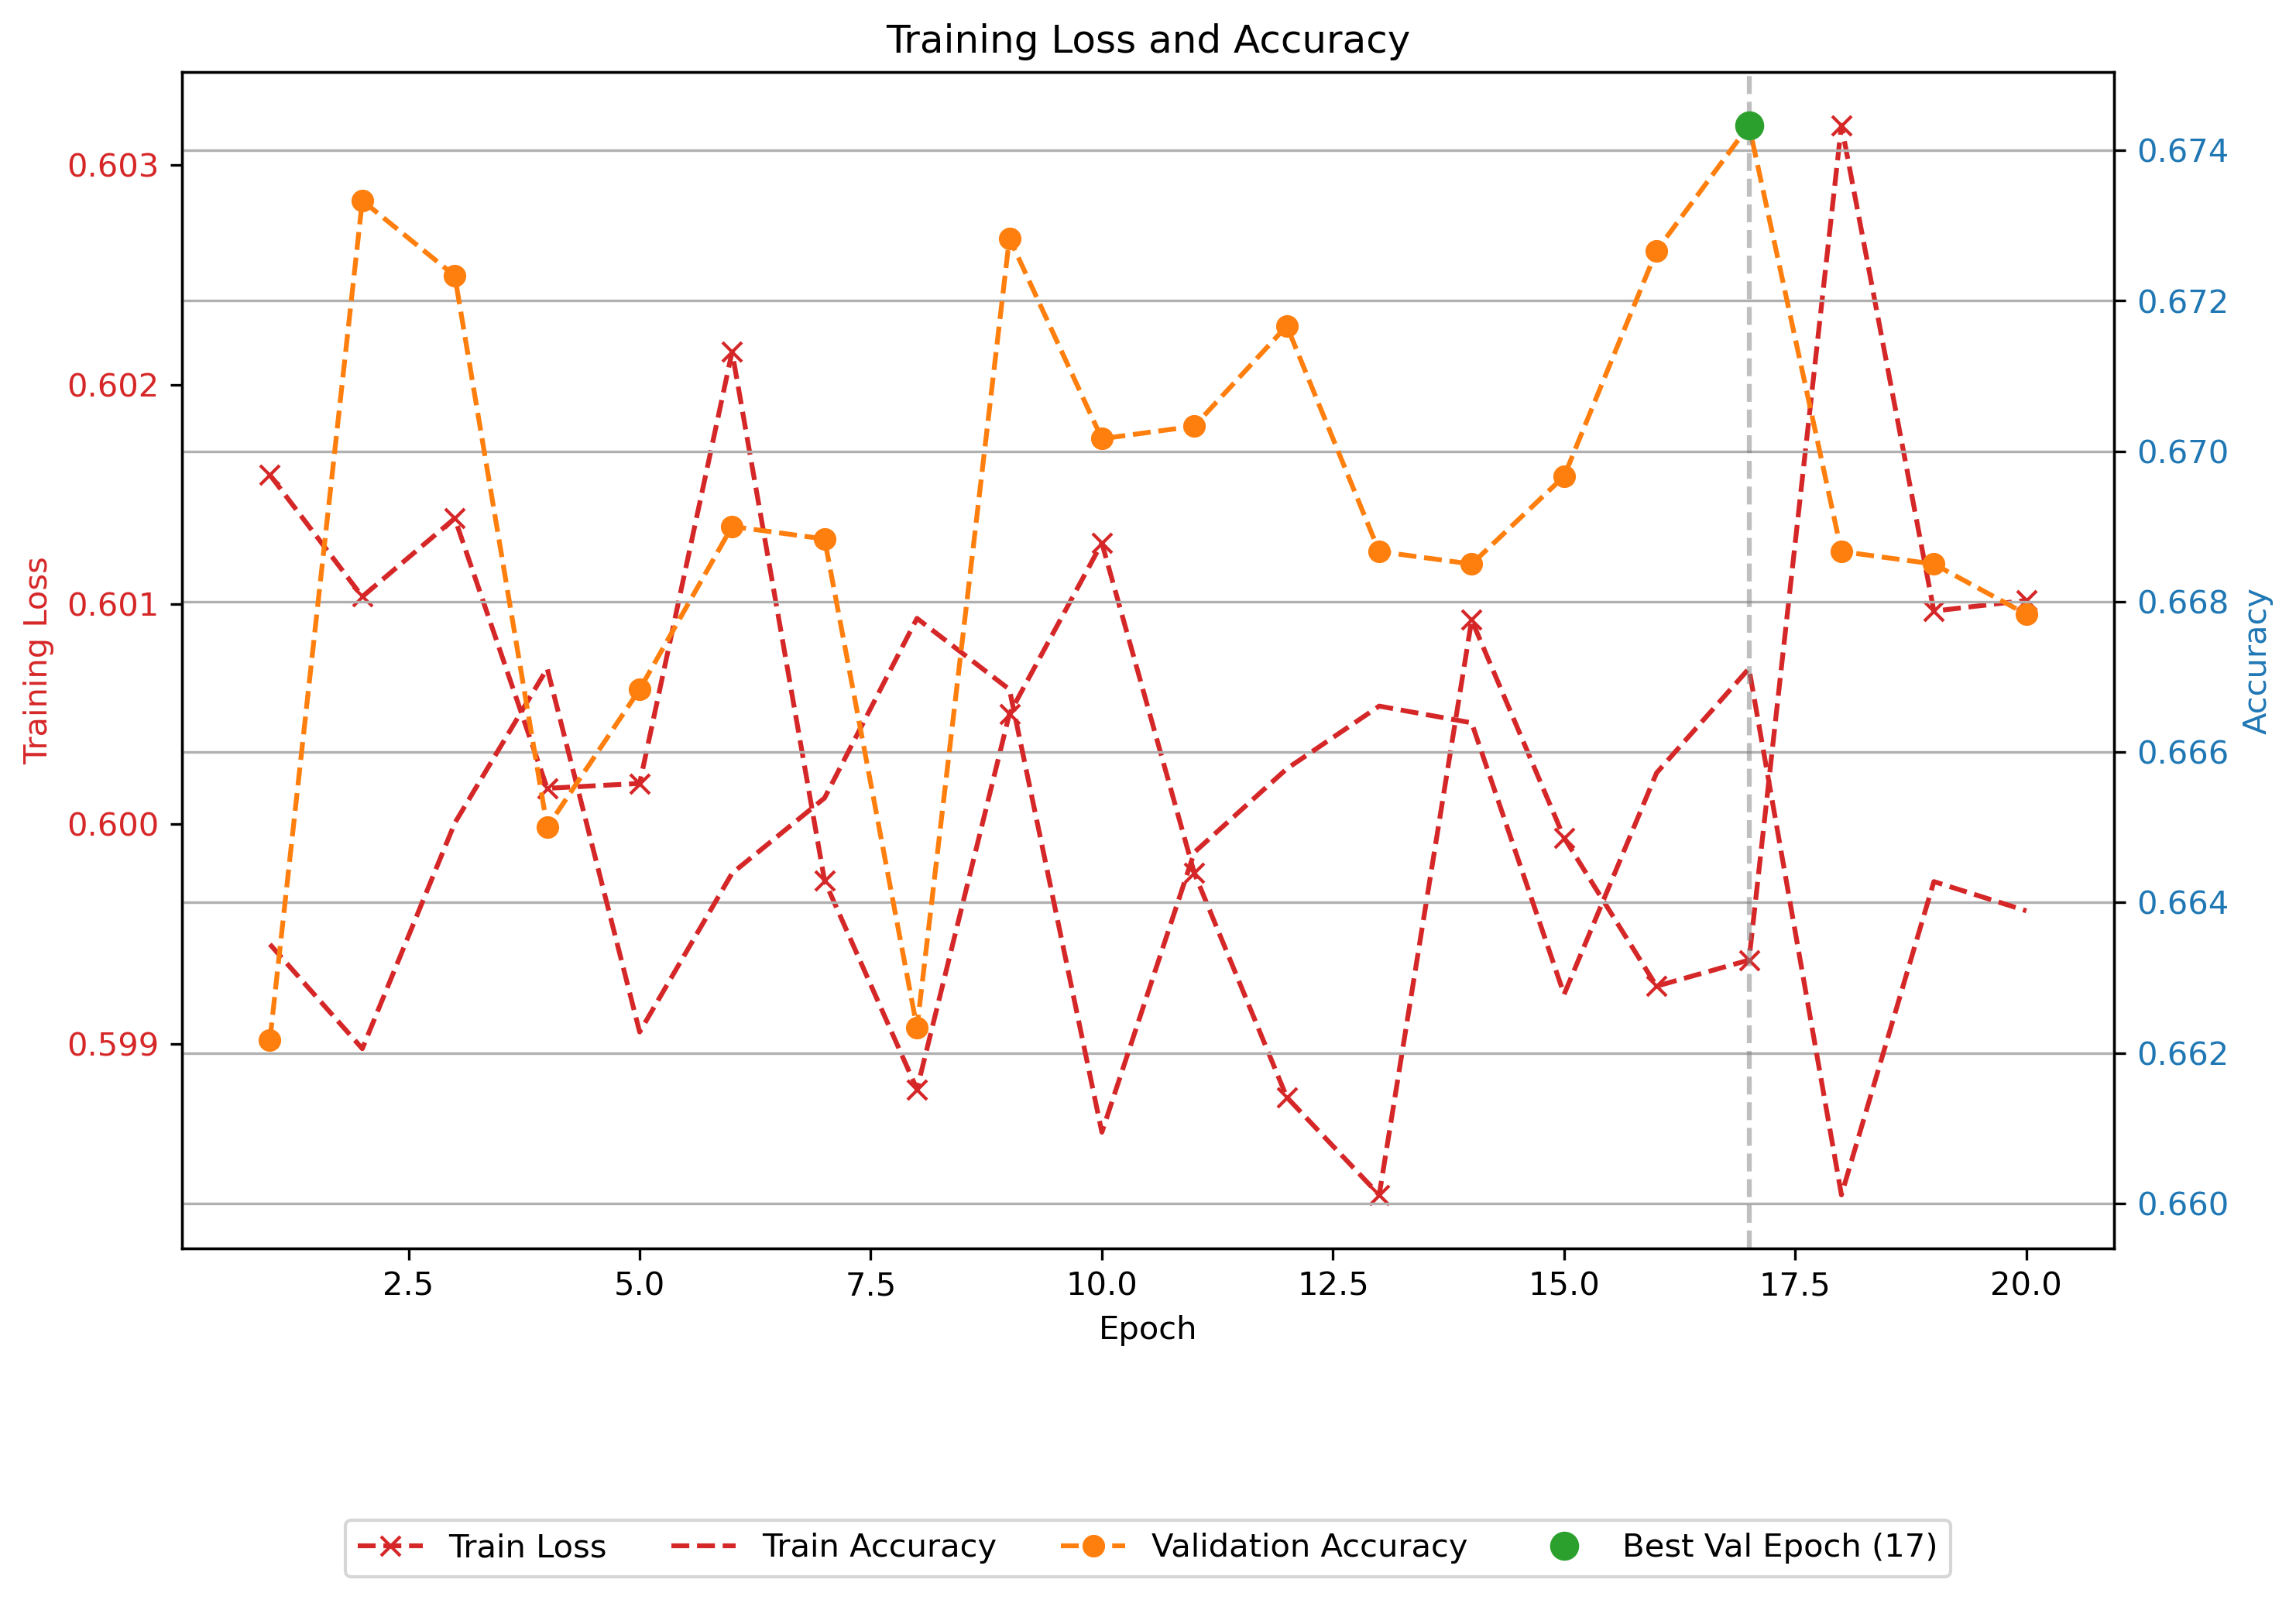 Training Loss and Accuracy
Training Loss
0.603
0.602
0.601
0.600
0.599
0.674
0.672
0.670
0.668
0.666
0.664
0.662
0.660
Accuracy
2.5 5.0 7.5 10.0 12.5 15.0 17.5 20.0
Epoch
Train Loss Train Accuracy Validation Accuracy Best Val Epoch (17)